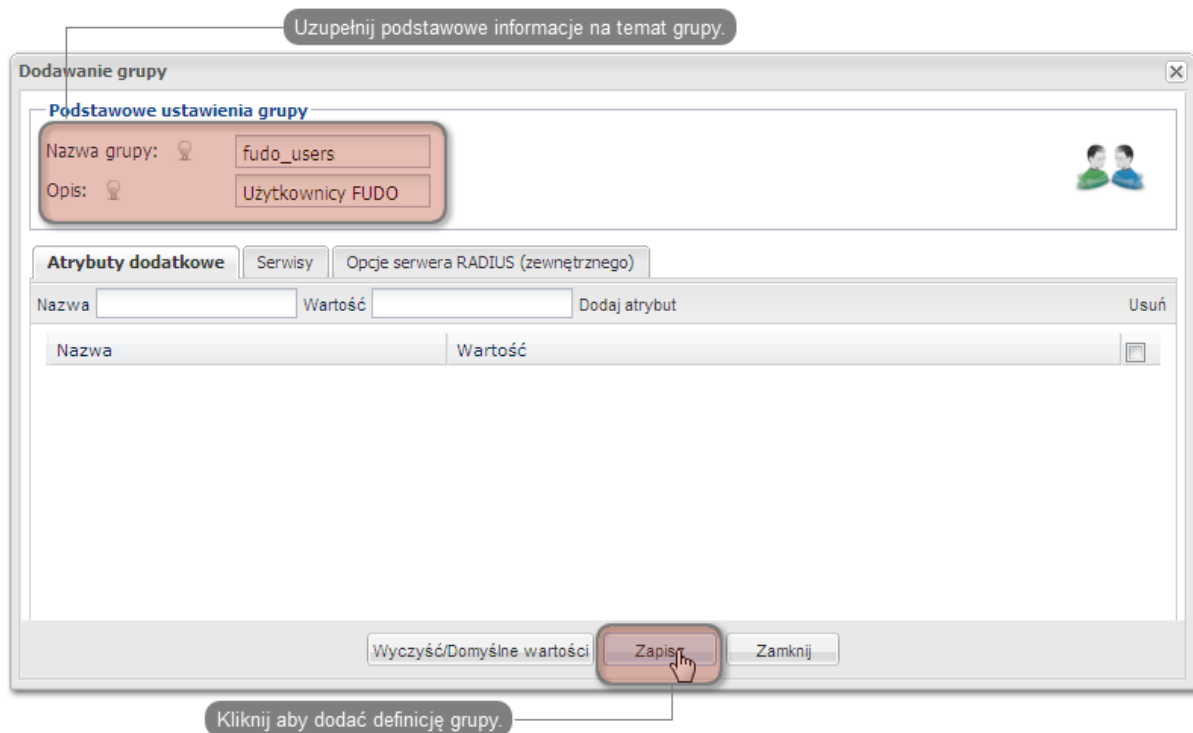 Uzupełnij podstawowe informacje na temat grupy.
Dodawanie grupy
Podstawowe ustawienia grupy
Nazwa grupy: fudo_users
Opis: Użytkownicy FUDO
Atrybuty dodatkowe Serwisy Opcje serwera RADIUS (zewnętrznego)
Nazwa Wartość Dodaj atrybut Usuń
Nazwa Wartość
Wyczyść/Domyślne wartości Zapisz Zamknij
Kliknij aby dodać definicję grupy.